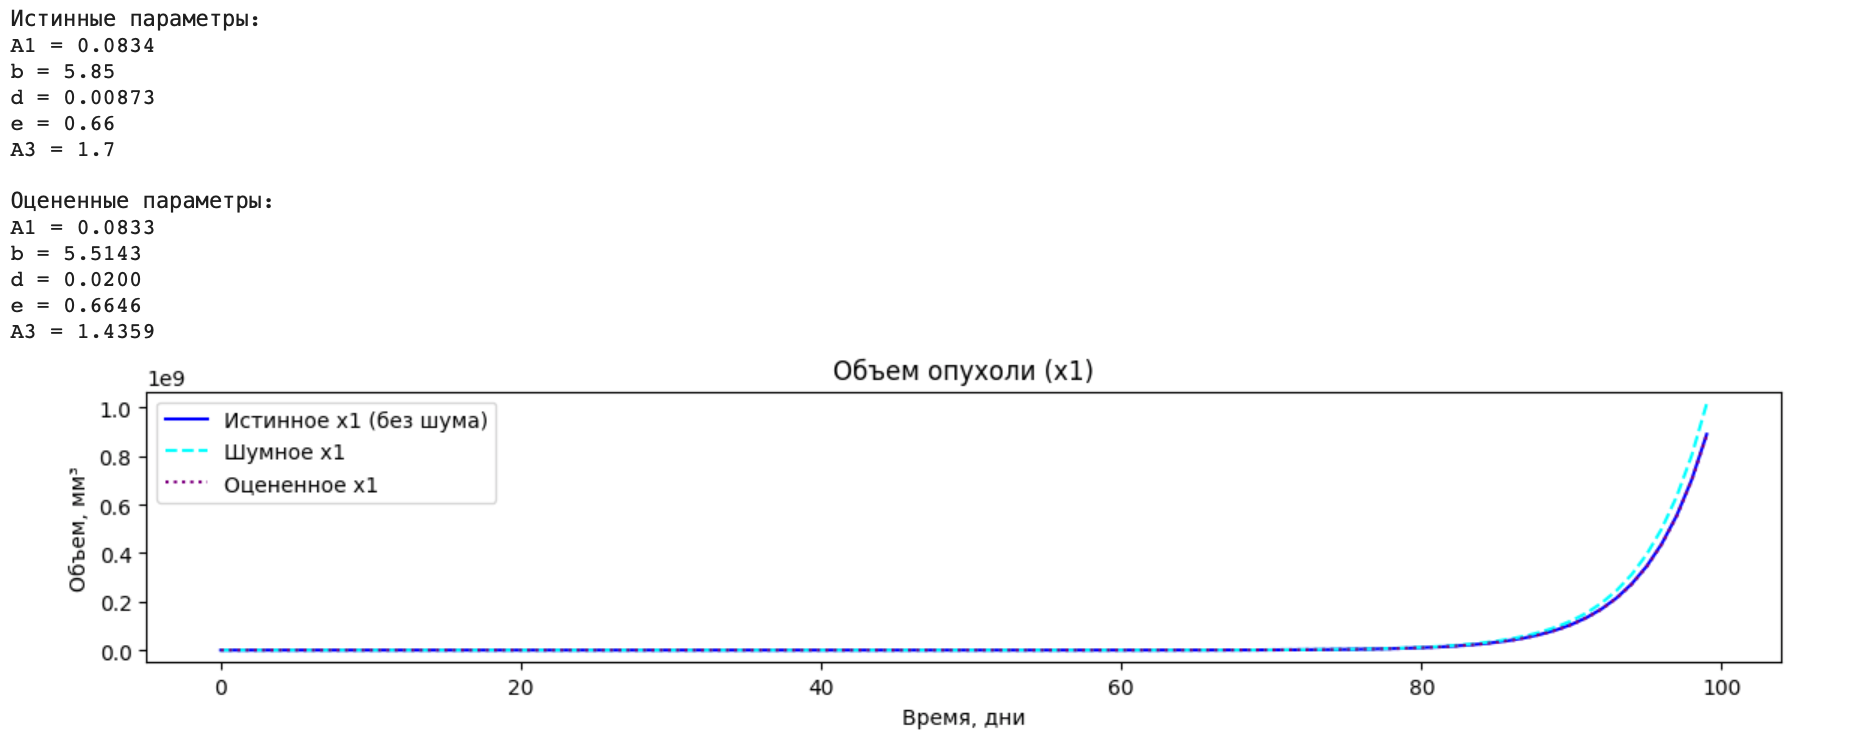 Истинные параметры:
A1 = 0.0834
b = 5.85
d = 0.00873
e = 0.66
A3 = 1.7
Оцененные параметры:
A1 = 0.0833
b = 5.5143
d = 0.0200
e = 0.6646
A3 = 1.4359
Объем опухоли (x1)
1e9
Истинное x1 (без шума)
Шумное x1
Оцененное x1
Объем, мм³
1.0
0.8
0.6
0.4
0.2
0.0
0 20 40 60 80 100
Время, дни